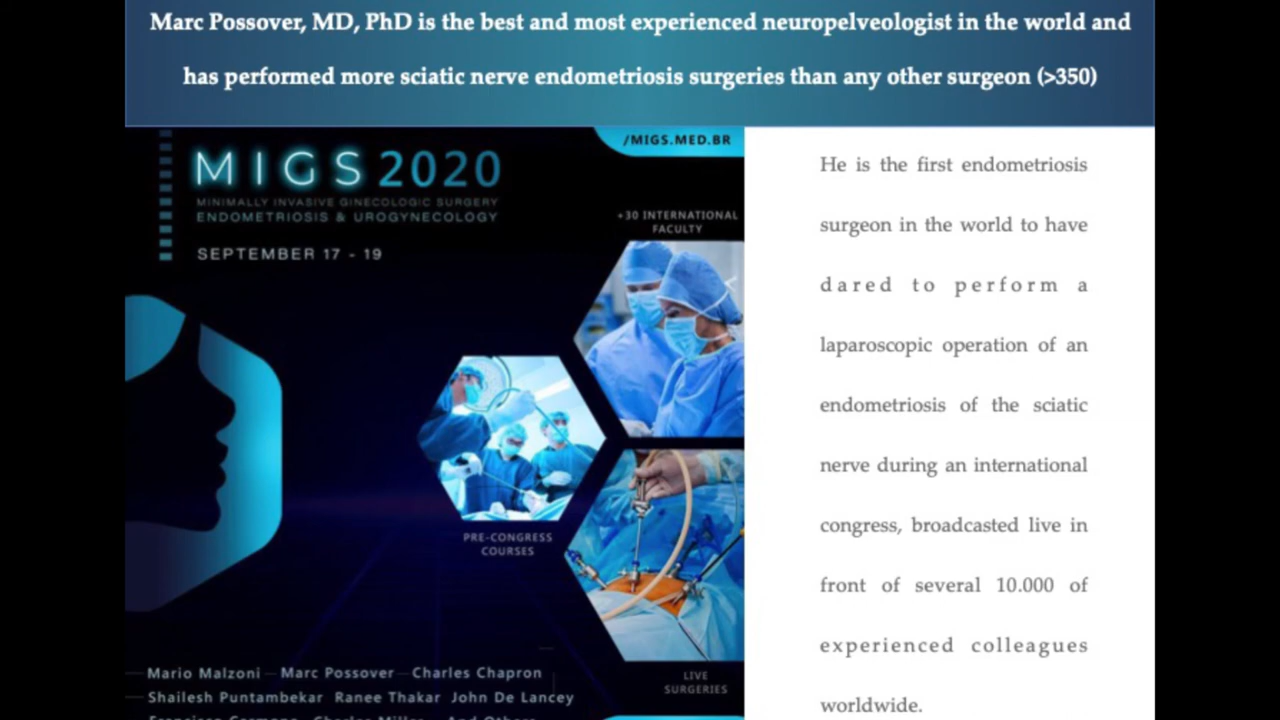 Marc Possover, MD, PhD is the best and most experienced neuropelveologist in the world and
has performed more sciatic nerve endometriosis surgeries than any other surgeon (>350)
/MIGS.MED.BR
MIGS 2020
MINIMALLY INVASIVE GINECOLOGIC SURGERY
ENDOMETRIOSIS & UROGYNECOLOGY
SEPTEMBER 17 - 19
+30 INTERNATIONAL
FACULTY
PRE-CONGRESS
COURSES
LIVE
SURGERIES
Mario Malzoni Marc Possover Charles Chapron
Shailesh Puntambekar Ranee Thakar John De Lancey
And Others
He is the first endometriosis
surgeon in the world to have
dared to perform a
laparoscopic operation of an
endometriosis of the sciatic
nerve during an international
congress, broadcasted live in
front of several 10.000 of
experienced colleagues
worldwide.